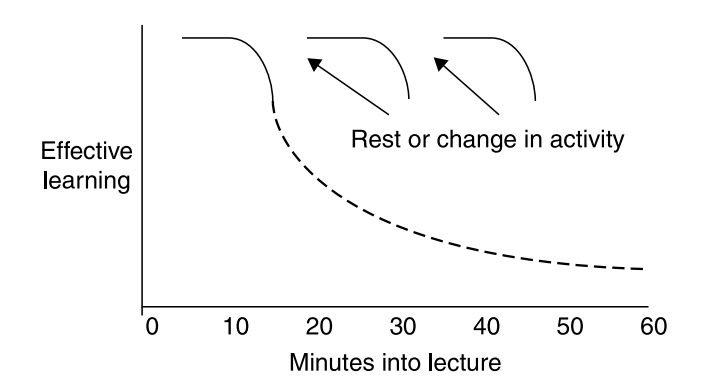 Rest or change in activity
Effective
learning
0 10 20 30 40 50 60
Minutes into lecture